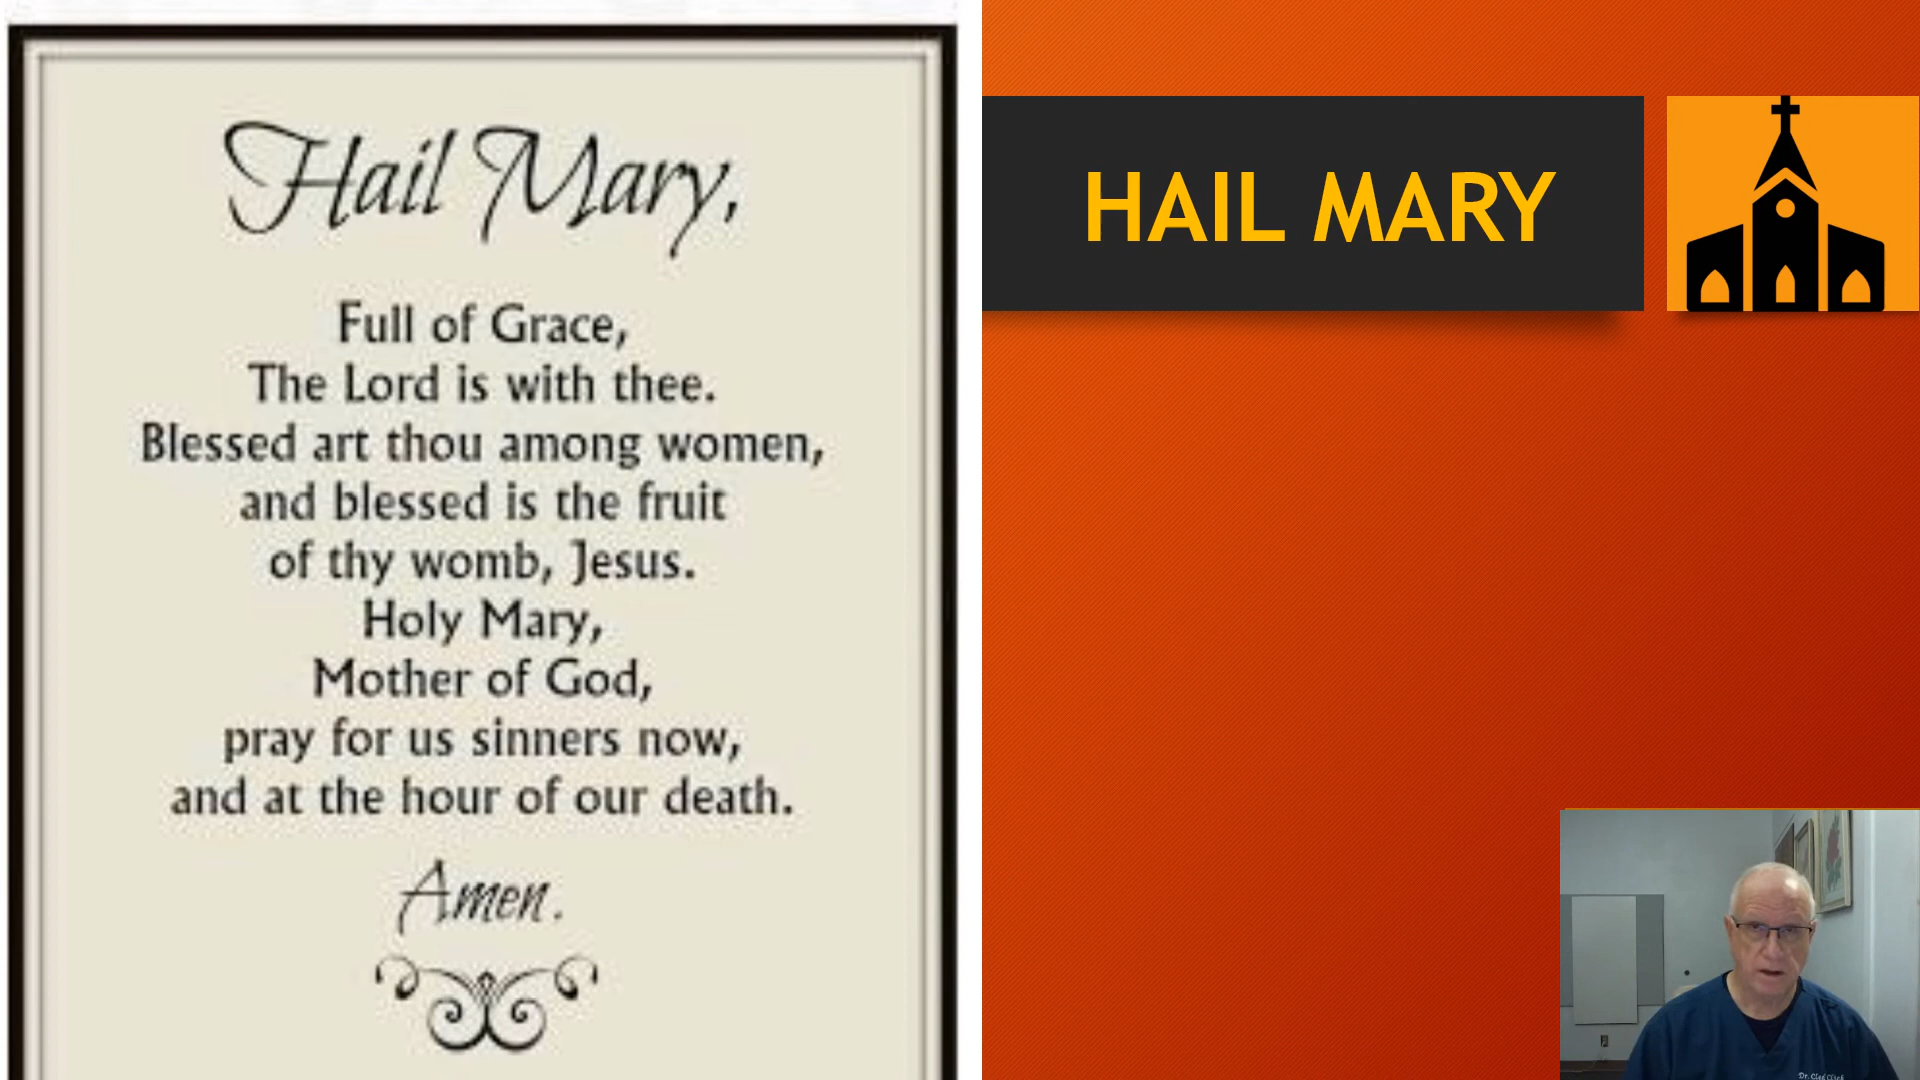 Hail Mary,
Full of Grace,
The Lord is with thee.
Blessed art thou among women,
and blessed is the fruit
of thy womb, Jesus.
Holy Mary,
Mother of God,
pray for us sinners now,
and at the hour of our death.
Amen.
HAIL MARY
Dr.